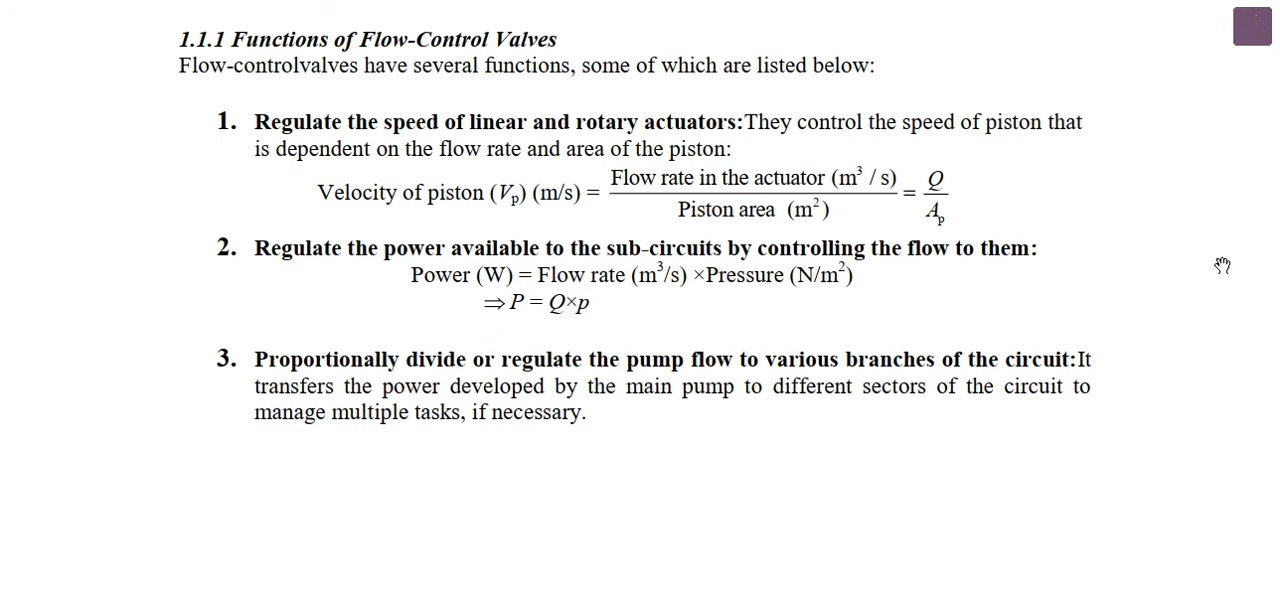 1.1.1 Functions of Flow-Control Valves
Flow-controlvalves have several functions, some of which are listed below:
1. Regulate the speed of linear and rotary actuators:They control the speed of piston that
is dependent on the flow rate and area of the piston:
Velocity of piston (Vₚ) (m/s) = Flow rate in the actuator (m³ / s) / Piston area (m²) = Q / Aₚ
2. Regulate the power available to the sub-circuits by controlling the flow to them:
Power (W) = Flow rate (m³/s) ×Pressure (N/m²)
⇒ P = Q×p
3. Proportionally divide or regulate the pump flow to various branches of the circuit:It
transfers the power developed by the main pump to different sectors of the circuit to
manage multiple tasks, if necessary.